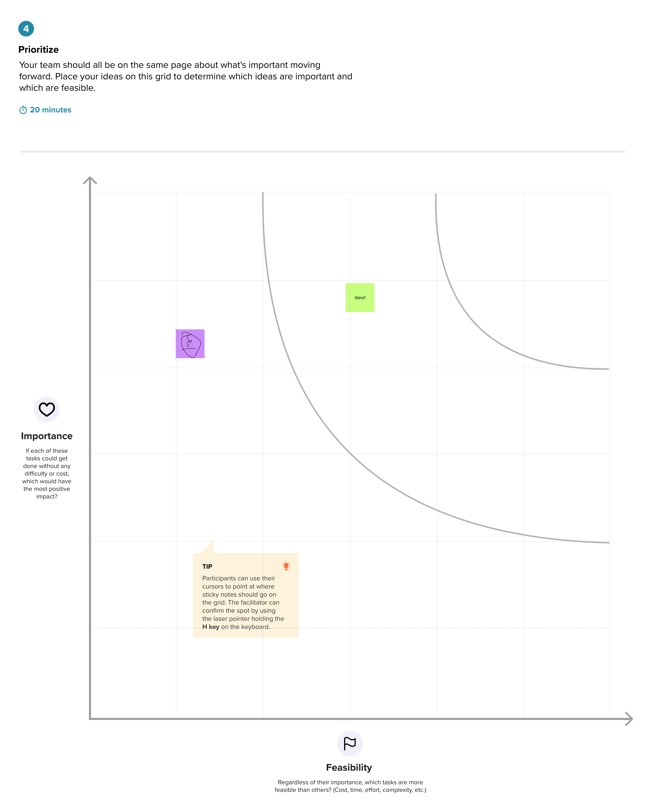 4
Prioritize
Your team should all be on the same page about what's important moving
forward. Place your ideas on this grid to determine which ideas are important and
which are feasible.
20 minutes
Idea!!
Importance
If each of these
tasks could get
done without any
difficulty or cost,
which would have
the most positive
impact?
TIP
Participants can use their
cursors to point at where
sticky notes should go on
the grid. The facilitator can
confirm the spot by using
the laser pointer holding the
H key on the keyboard.
Feasibility
Regardless of their importance, which tasks are more
feasible than others? (Cost, time, effort, complexity, etc.)